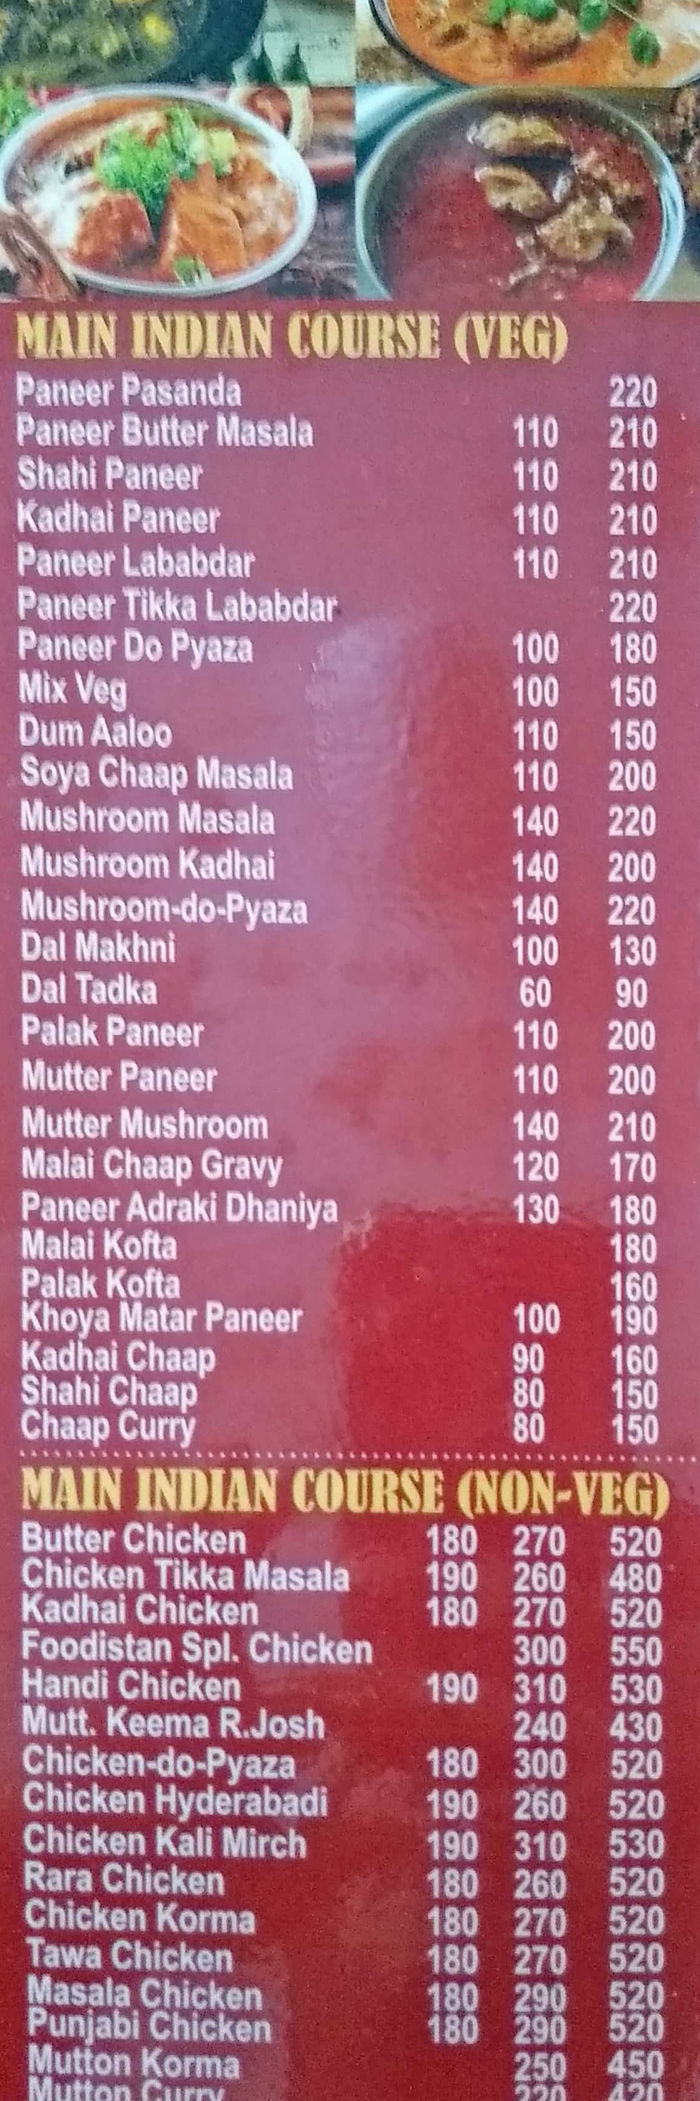 MAIN INDIAN COURSE (VEG)
Paneer Pasanda 220
Paneer Butter Masala 110 210
Shahi Paneer 110 210
Kadhai Paneer 110 210
Paneer Lababdar 110 210
Paneer Tikka Lababdar 220
Paneer Do Pyaza 100 180
Mix Veg 100 150
Dum Aaloo 110 150
Soya Chaap Masala 110 200
Mushroom Masala 140 220
Mushroom Kadhai 140 200
Mushroom-do-Pyaza 140 220
Dal Makhni 100 130
Dal Tadka 60 90
Palak Paneer 110 200
Mutter Paneer 110 200
Mutter Mushroom 140 210
Malai Chaap Gravy 120 170
Paneer Adraki Dhaniya 130 180
Malai Kofta 180
Palak Kofta 160
Khoya Matar Paneer 100 190
Kadhai Chaap 90 160
Shahi Chaap 80 150
Chaap Curry 80 150
MAIN INDIAN COURSE (NON-VEG)
Butter Chicken 180 270 520
Chicken Tikka Masala 190 260 480
Kadhai Chicken 180 270 520
Foodistan Spl. Chicken 300 550
Handi Chicken 190 310 530
Mutt. Keema R.Josh 240 430
Chicken-do-Pyaza 180 300 520
Chicken Hyderabadi 190 260 520
Chicken Kali Mirch 190 310 530
Rara Chicken 180 260 520
Chicken Korma 180 270 520
Tawa Chicken 180 270 520
Masala Chicken 180 290 520
Punjabi Chicken 180 290 520
Mutton Korma 250 450
Mutton Curry 220 420